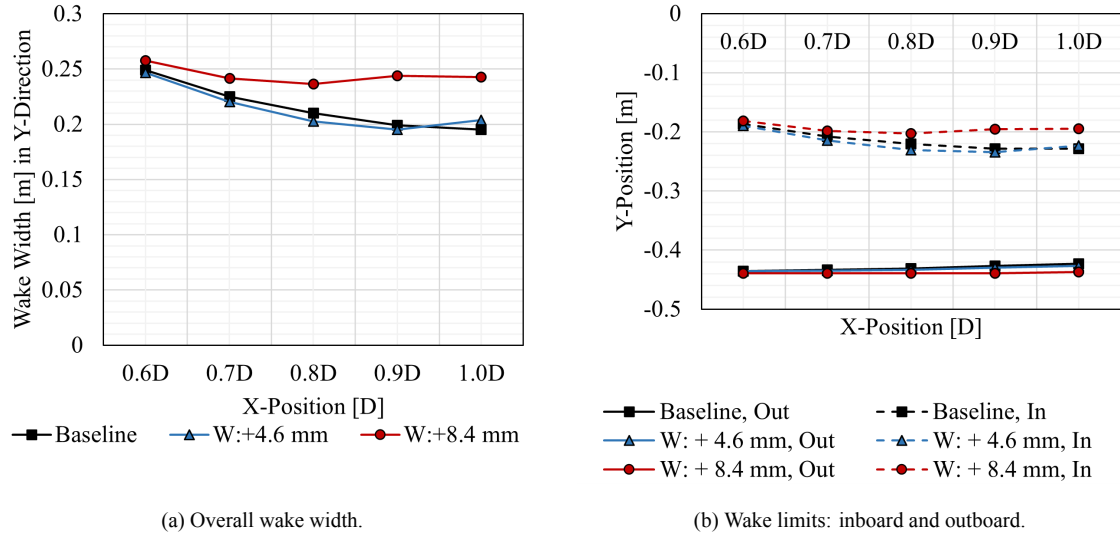 0.3
0.25
0.2
0.15
0.1
0.05
0
Wake Width [m] in Y-Direction
0.6D 0.7D 0.8D 0.9D 1.0D
X-Position [D]
Baseline W:+4.6 mm W:+8.4 mm
(a) Overall wake width.
0
-0.1
-0.2
-0.3
-0.4
-0.5
Y-Position [m]
0.6D 0.7D 0.8D 0.9D 1.0D
X-Position [D]
Baseline, Out Baseline, In
W: + 4.6 mm, Out W: + 4.6 mm, In
W: + 8.4 mm, Out W: + 8.4 mm, In
(b) Wake limits: inboard and outboard.